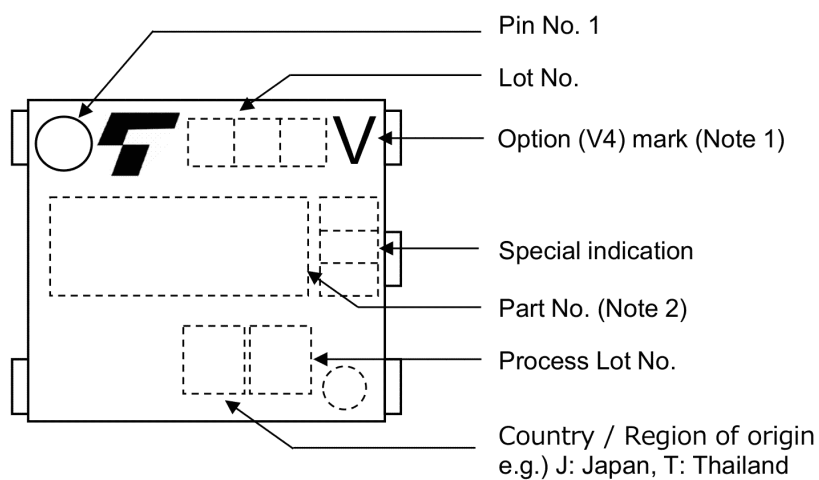 Pin No. 1
Lot No.
V
Option (V4) mark (Note 1)
Special indication
Part No. (Note 2)
Process Lot No.
Country / Region of origin
e.g.) J: Japan, T: Thailand